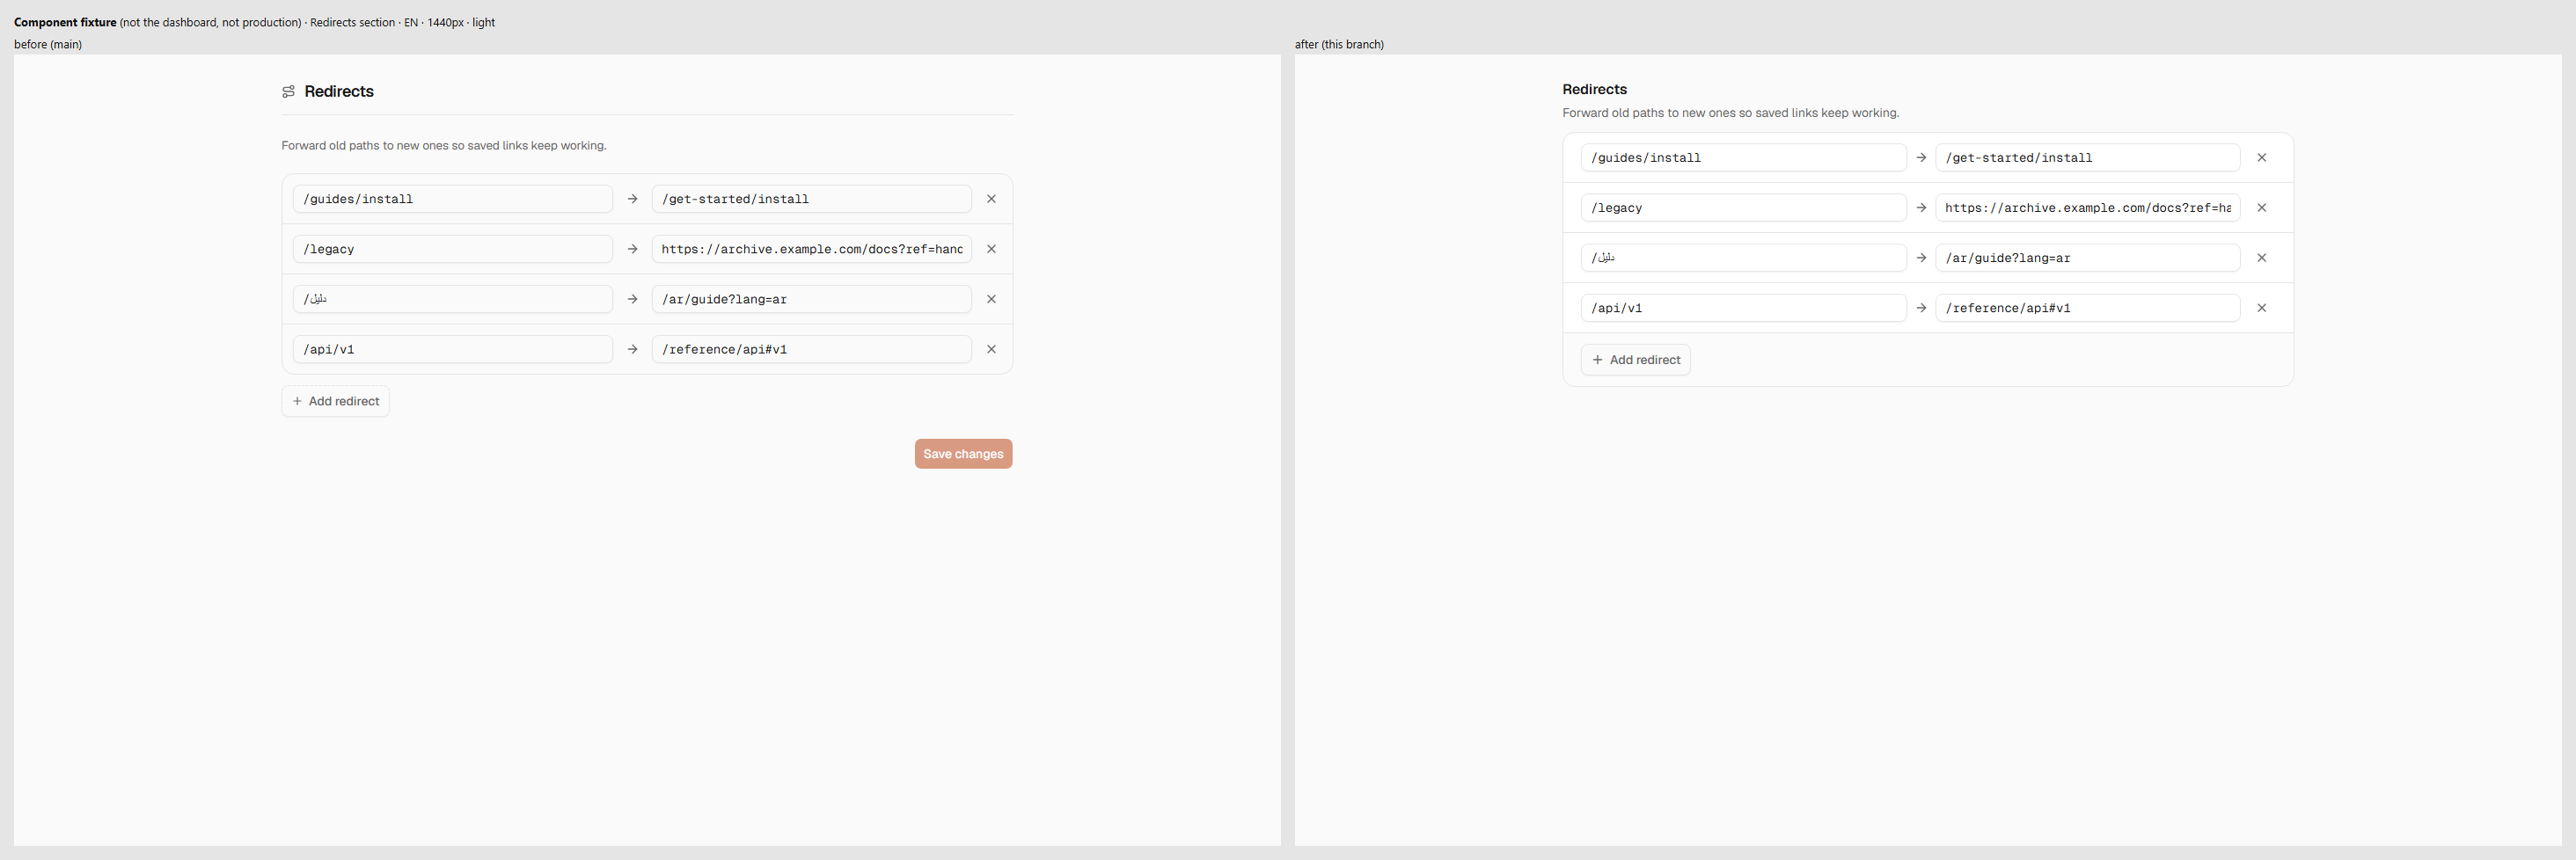 Component fixture (not the dashboard, not production) · Redirects section · EN · 1440px · light
before (main)
Redirects
Forward old paths to new ones so saved links keep working.
/guides/install → /get-started/install
/legacy → https://archive.example.com/docs?ref=hanc
/دليل → /ar/guide?lang=ar
/api/v1 → /reference/api#v1
+ Add redirect
Save changes
after (this branch)
Redirects
Forward old paths to new ones so saved links keep working.
/guides/install → /get-started/install
/legacy → https://archive.example.com/docs?ref=ha
/دليل → /ar/guide?lang=ar
/api/v1 → /reference/api#v1
+ Add redirect